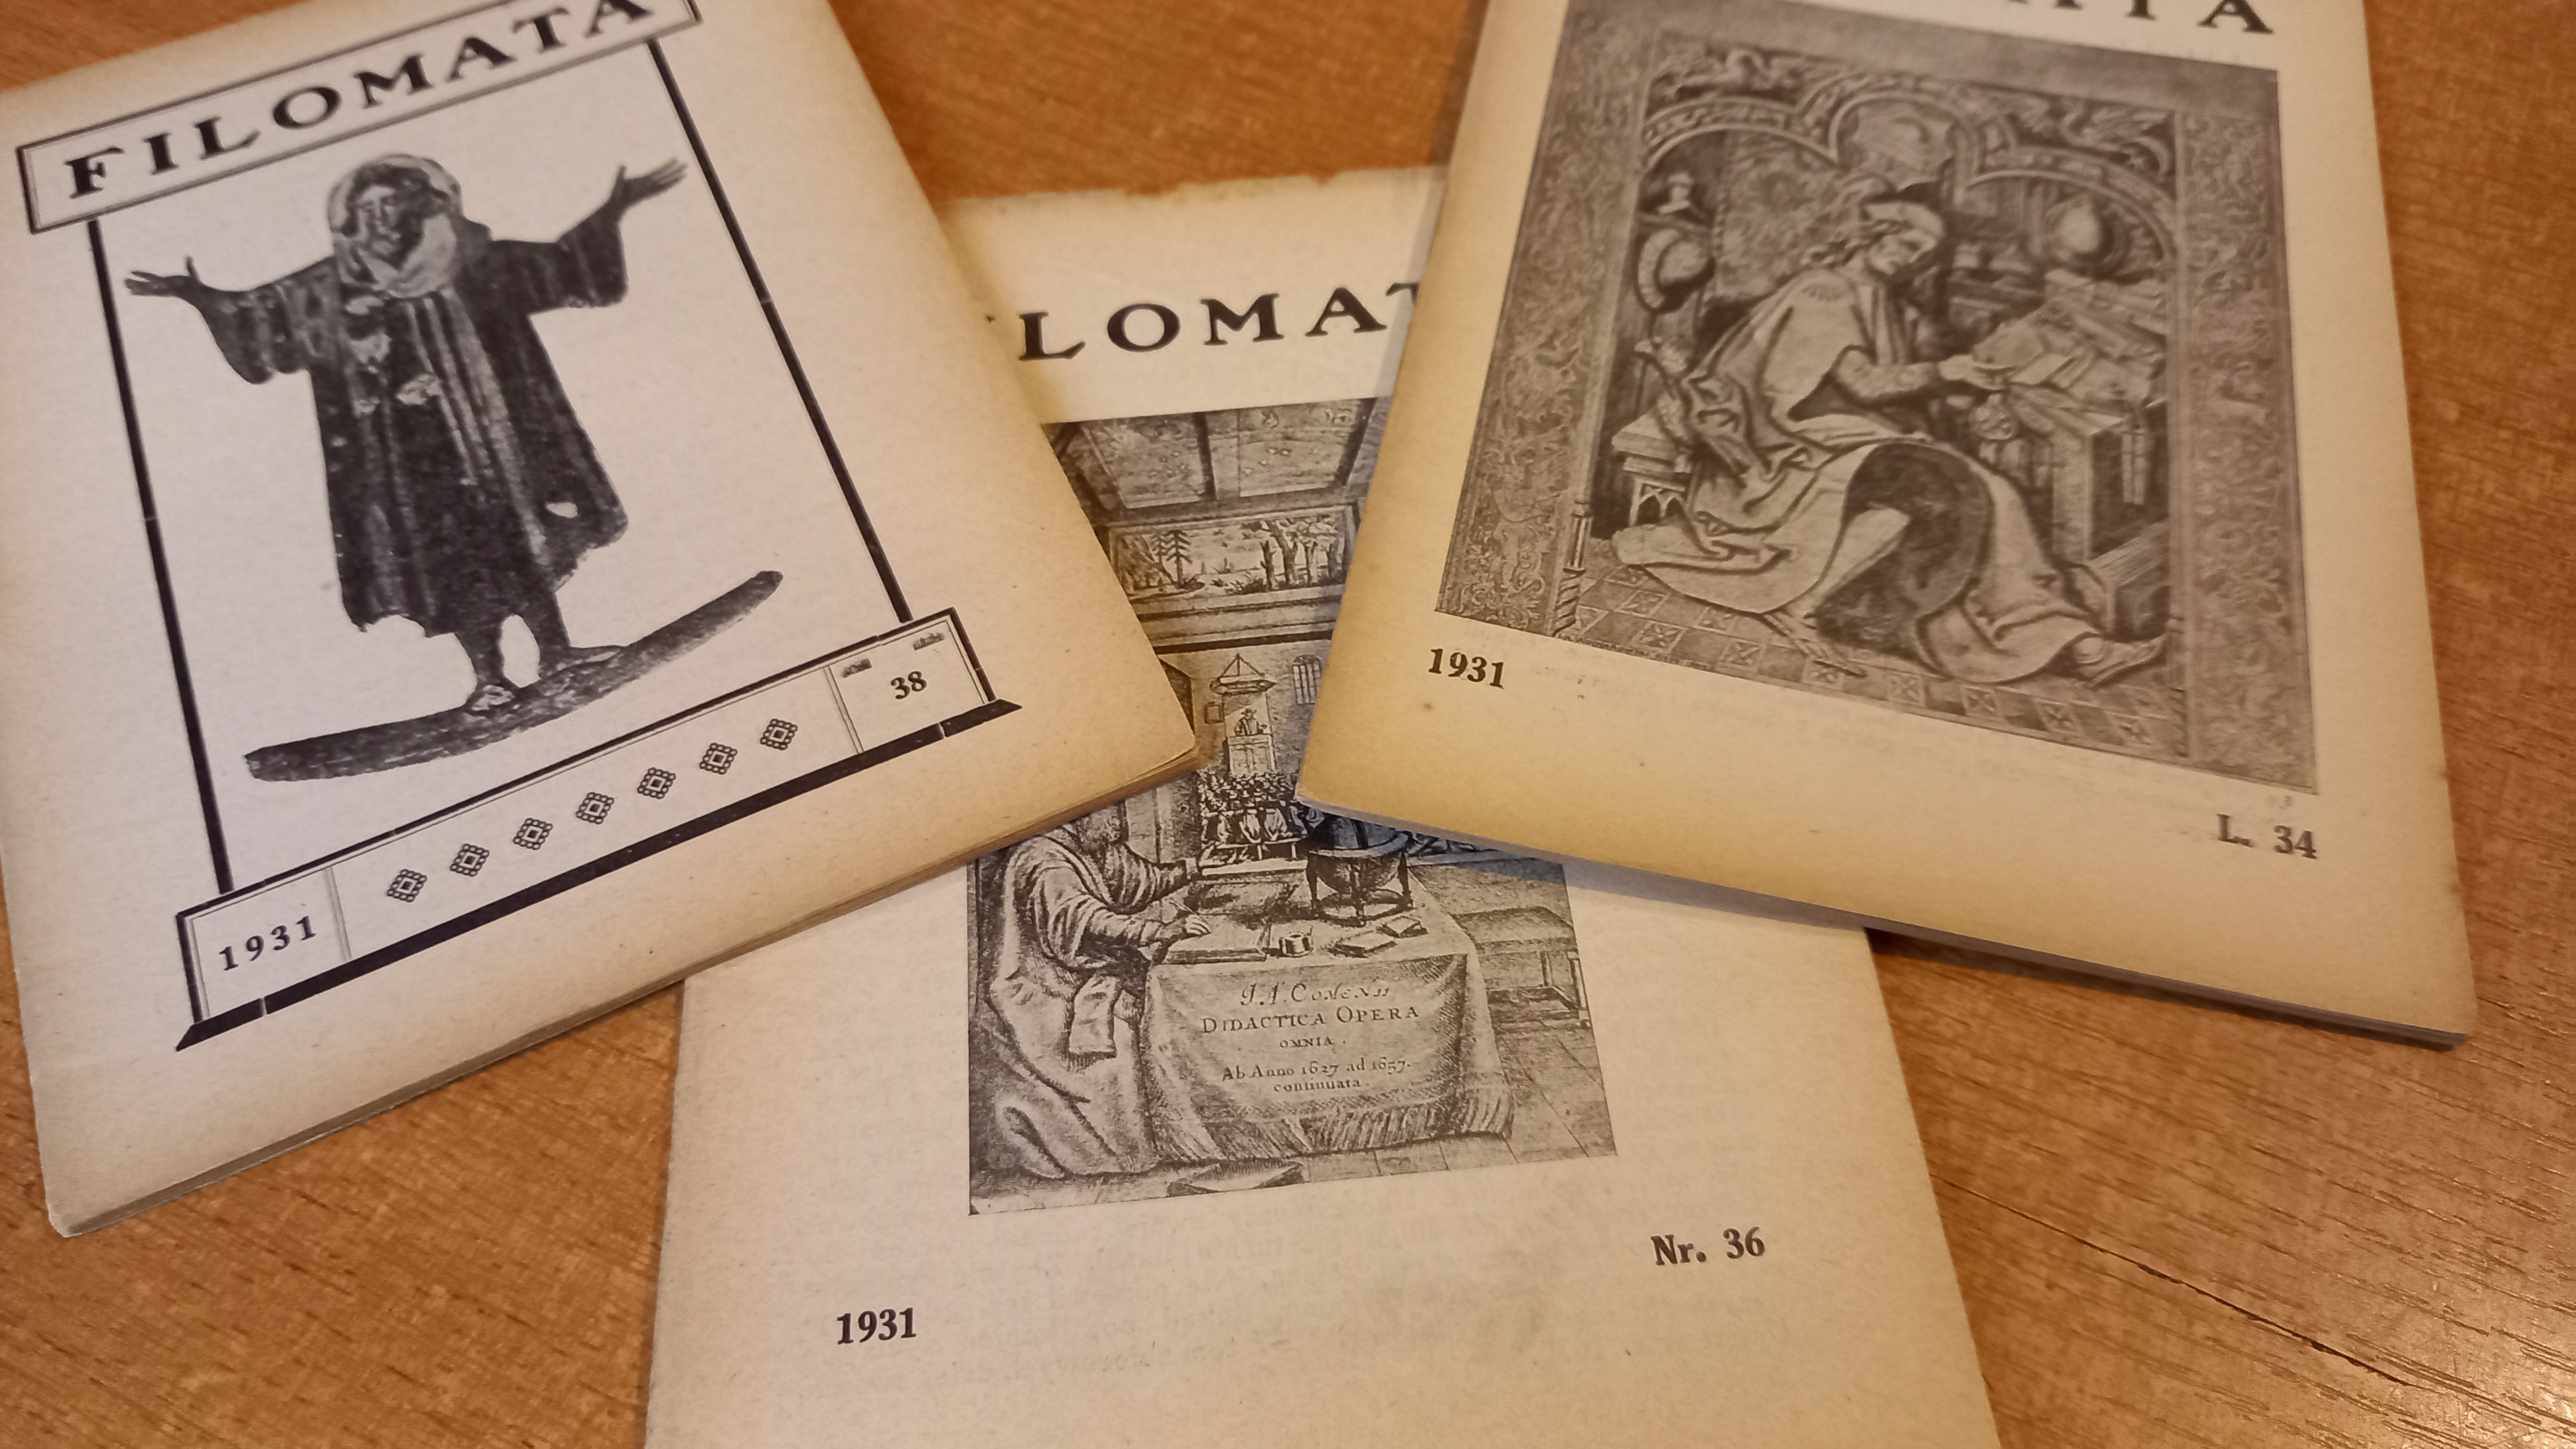 FILOMATA
38
1931
LOMAT
J. A. COMENII
DIDACTICA OPERA
OMNIA.
Ab Anno 1627 ad 1657.
continuata.
Nr. 36
1931
ATA
1931
L. 34